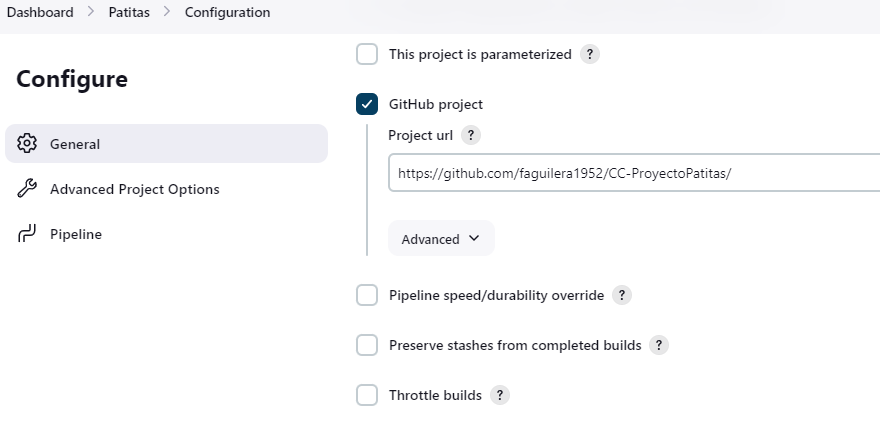 Dashboard > Patitas > Configuration
Configure
General
Advanced Project Options
Pipeline
This project is parameterized ?
GitHub project
Project url ?
https://github.com/faguilera1952/CC-ProyectoPatitas/
Advanced
Pipeline speed/durability override ?
Preserve stashes from completed builds ?
Throttle builds ?